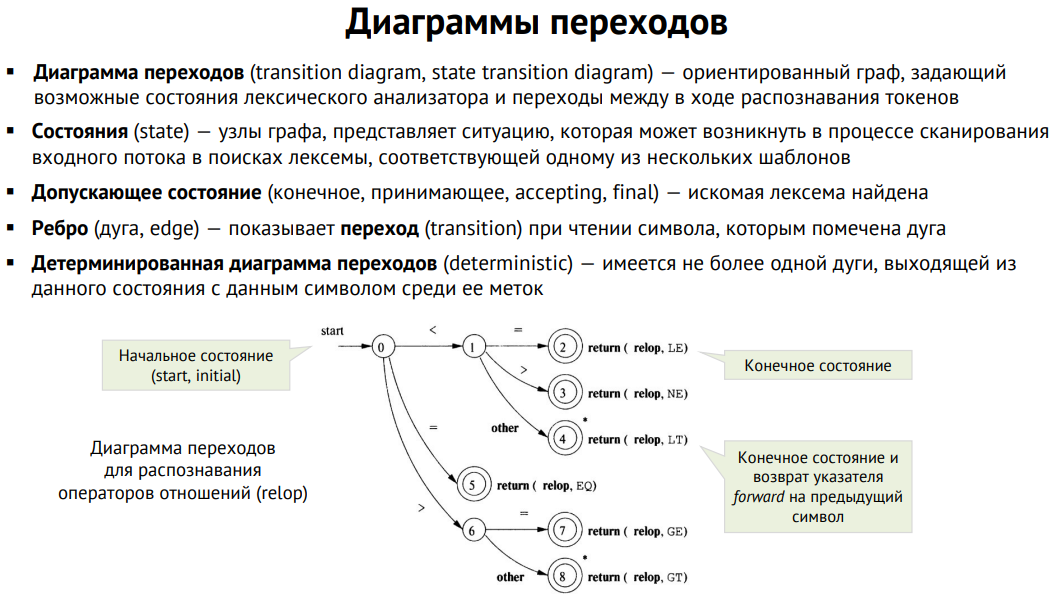 Диаграммы переходов
▪ Диаграмма переходов (transition diagram, state transition diagram) — ориентированный граф, задающий
возможные состояния лексического анализатора и переходы между в ходе распознавания токенов
▪ Состояния (state) — узлы графа, представляет ситуацию, которая может возникнуть в процессе сканирования
входного потока в поисках лексемы, соответствующей одному из нескольких шаблонов
▪ Допускающее состояние (конечное, принимающее, accepting, final) — искомая лексема найдена
▪ Ребро (дуга, edge) — показывает переход (transition) при чтении символа, которым помечена дуга
▪ Детерминированная диаграмма переходов (deterministic) — имеется не более одной дуги, выходящей из
данного состояния с данным символом среди ее меток
Начальное состояние
(start, initial)
start
0
<
1
=
2
return ( relop, LE)
Конечное состояние
>
3
return ( relop, NE)
other
4
*
return ( relop, LT)
Конечное состояние и
возврат указателя
forward на предыдущий
символ
Диаграмма переходов
для распознавания
операторов отношений (relop)
=
5
return ( relop, EQ)
>
6
=
7
return ( relop, GE)
other
8
*
return ( relop, GT)